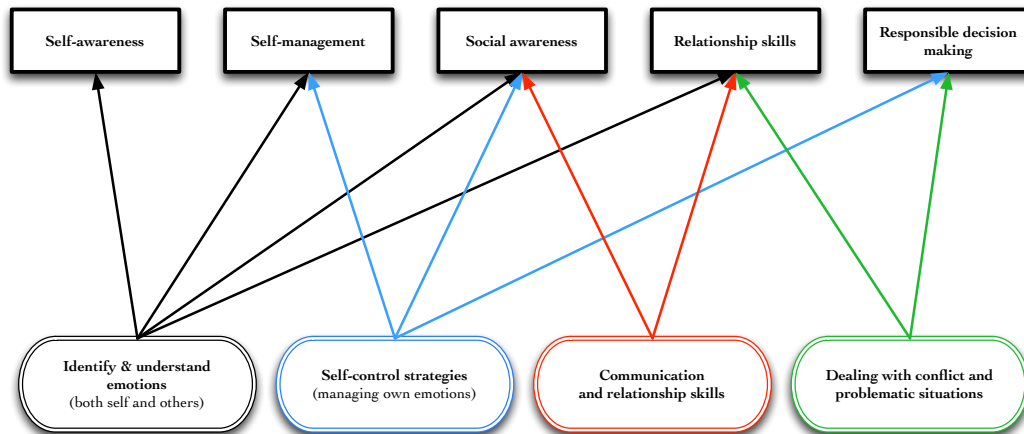 Self-awareness
Self-management
Social awareness
Relationship skills
Responsible decision
making
Identify & understand
emotions
(both self and others)
Self-control strategies
(managing own emotions)
Communication
and relationship skills
Dealing with conflict and
problematic situations